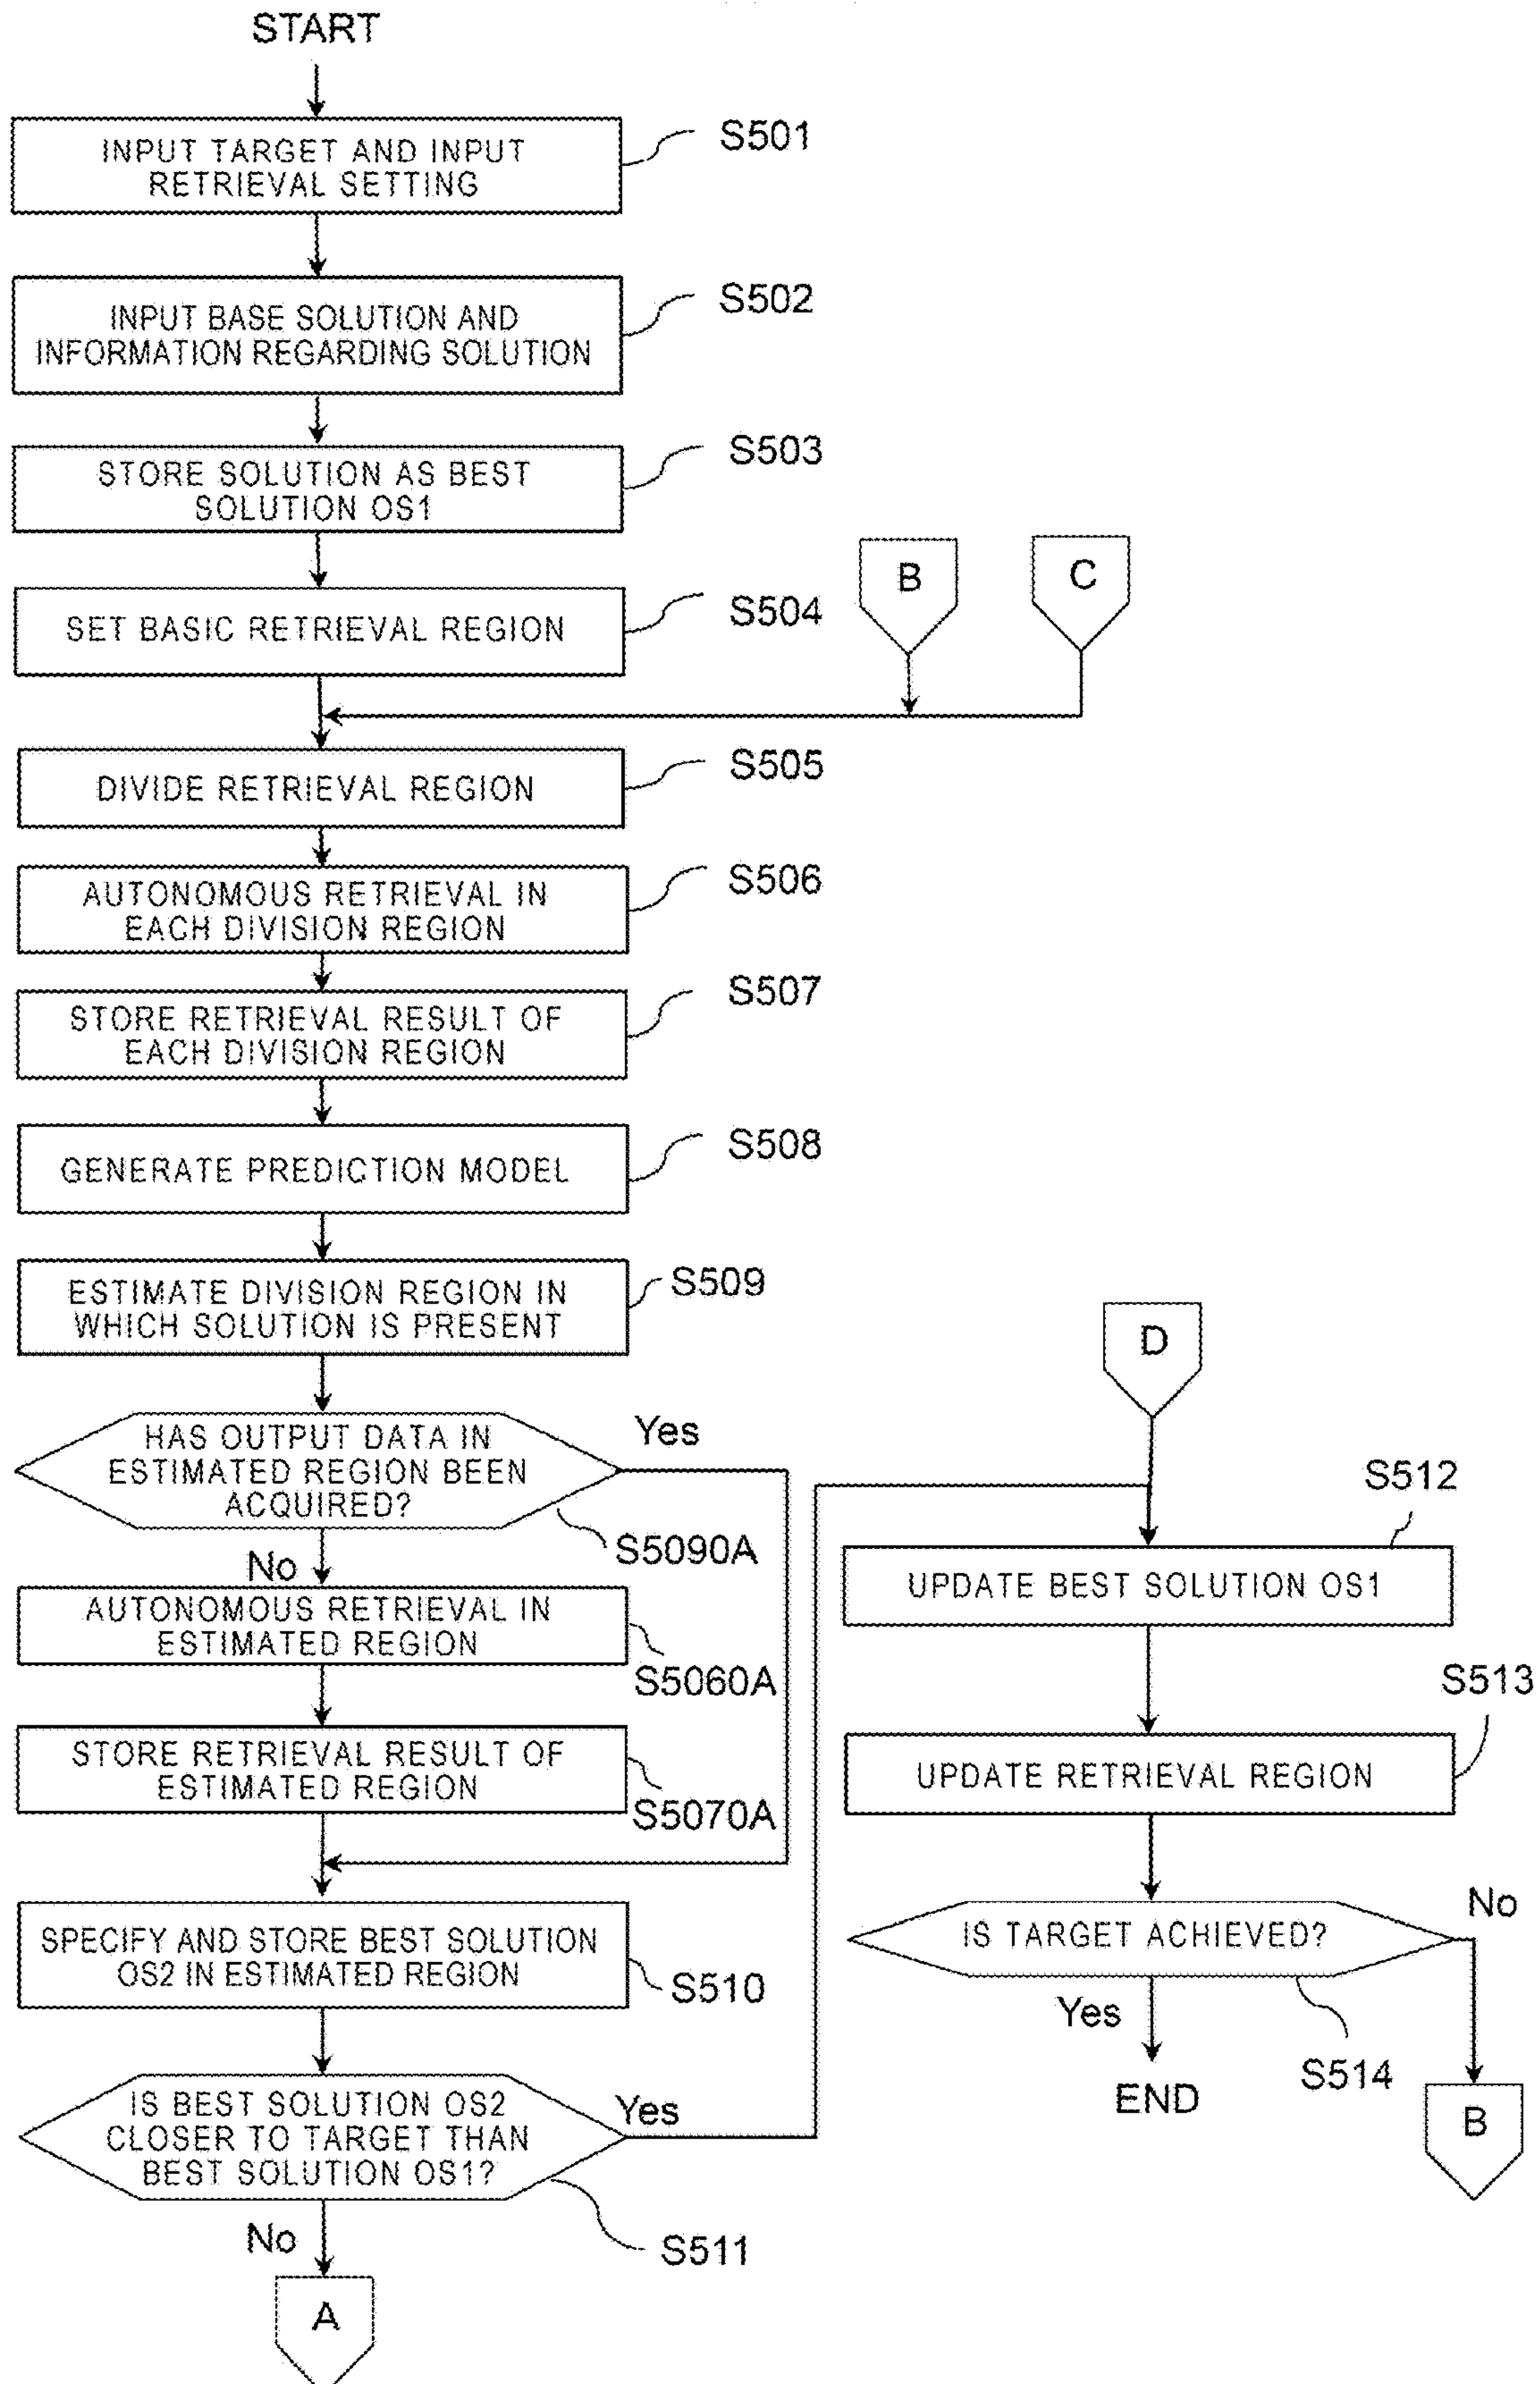 START
INPUT TARGET AND INPUT
RETRIEVAL SETTING
S501
INPUT BASE SOLUTION AND
INFORMATION REGARDING SOLUTION
S502
STORE SOLUTION AS BEST
SOLUTION OS1
S503
SET BASIC RETRIEVAL REGION
S504
B
C
DIVIDE RETRIEVAL REGION
S505
AUTONOMOUS RETRIEVAL IN
EACH DIVISION REGION
S506
STORE RETRIEVAL RESULT OF
EACH DIVISION REGION
S507
GENERATE PREDICTION MODEL
S508
ESTIMATE DIVISION REGION IN
WHICH SOLUTION IS PRESENT
S509
HAS OUTPUT DATA IN
ESTIMATED REGION BEEN
ACQUIRED?
Yes
S5090A
No
AUTONOMOUS RETRIEVAL IN
ESTIMATED REGION
S5060A
STORE RETRIEVAL RESULT OF
ESTIMATED REGION
S5070A
SPECIFY AND STORE BEST SOLUTION
OS2 IN ESTIMATED REGION
S510
IS BEST SOLUTION OS2
CLOSER TO TARGET THAN
BEST SOLUTION OS1?
Yes
S511
No
A
D
S512
UPDATE BEST SOLUTION OS1
S513
UPDATE RETRIEVAL REGION
IS TARGET ACHIEVED?
No
Yes
S514
END
B